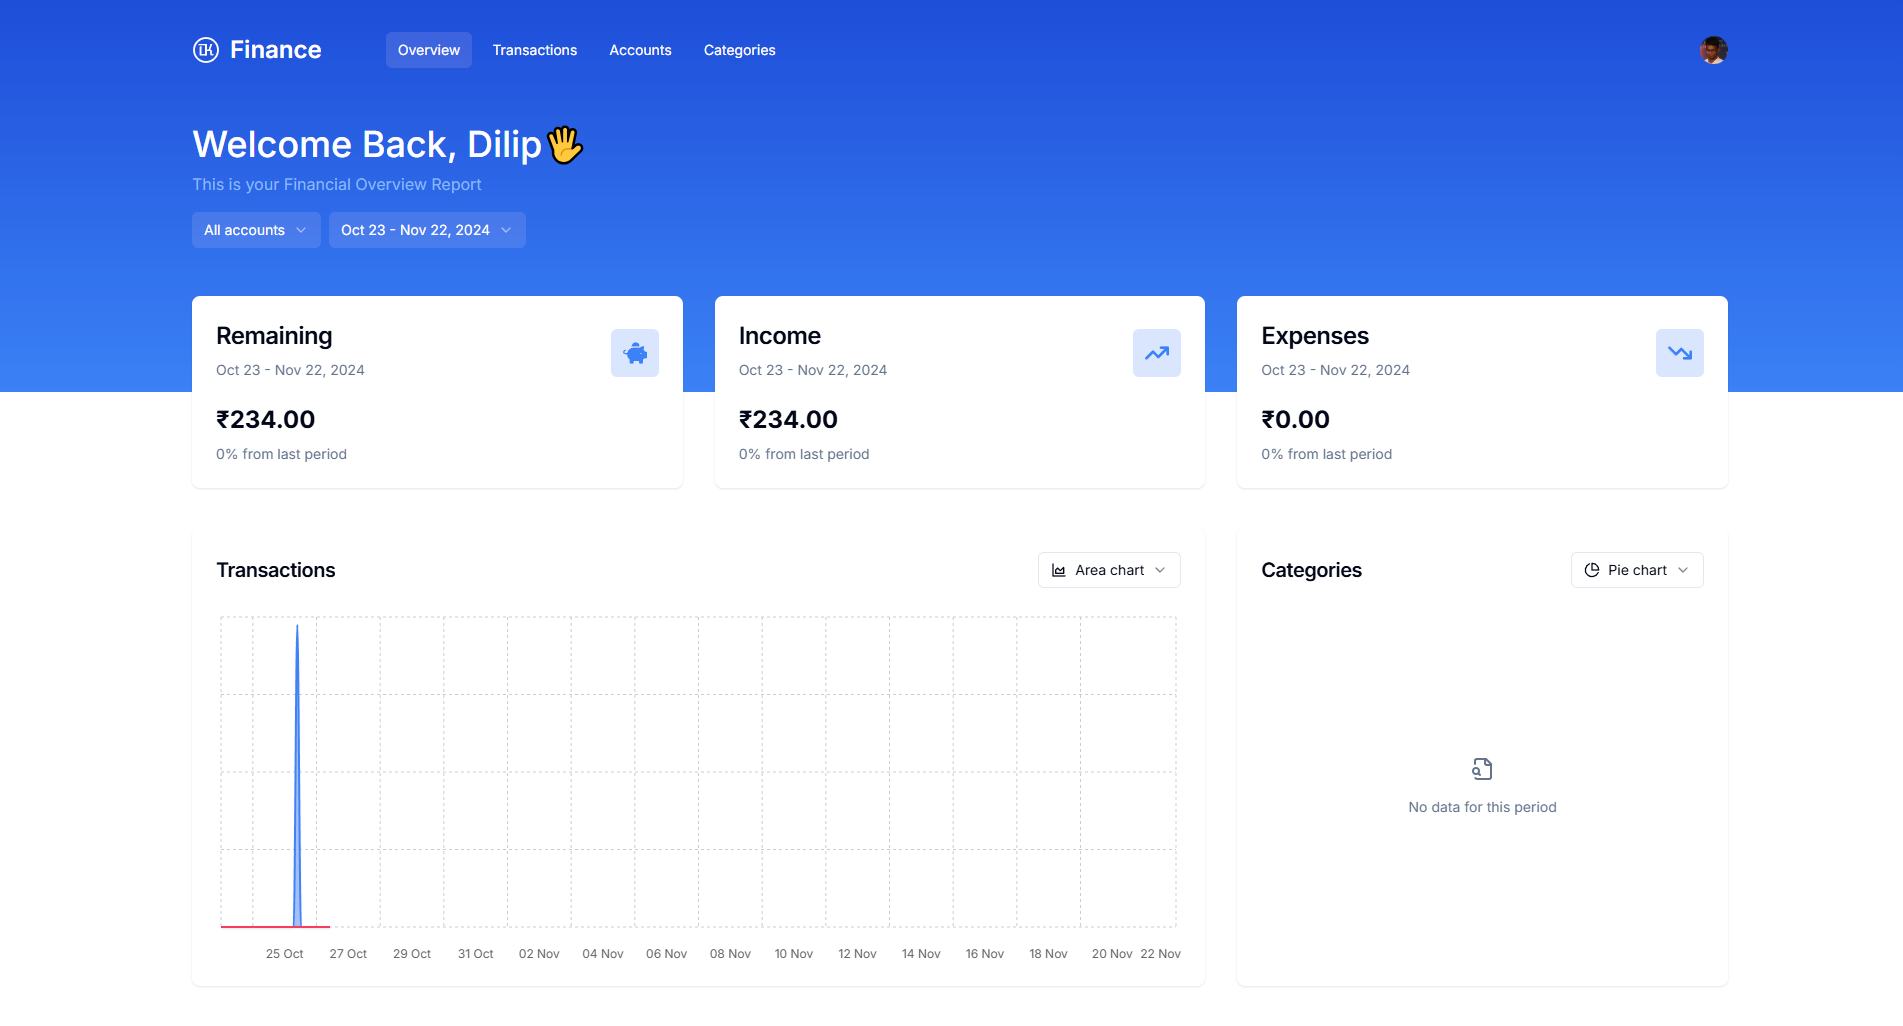 Finance
Overview
Transactions
Accounts
Categories
Welcome Back, Dilip👋
This is your Financial Overview Report
All accounts
Oct 23 - Nov 22, 2024
Remaining
Oct 23 - Nov 22, 2024
₹234.00
0% from last period
Income
Oct 23 - Nov 22, 2024
₹234.00
0% from last period
Expenses
Oct 23 - Nov 22, 2024
₹0.00
0% from last period
Transactions
Area chart
25 Oct 27 Oct 29 Oct 31 Oct 02 Nov 04 Nov 06 Nov 08 Nov 10 Nov 12 Nov 14 Nov 16 Nov 18 Nov 20 Nov 22 Nov
Categories
Pie chart
No data for this period